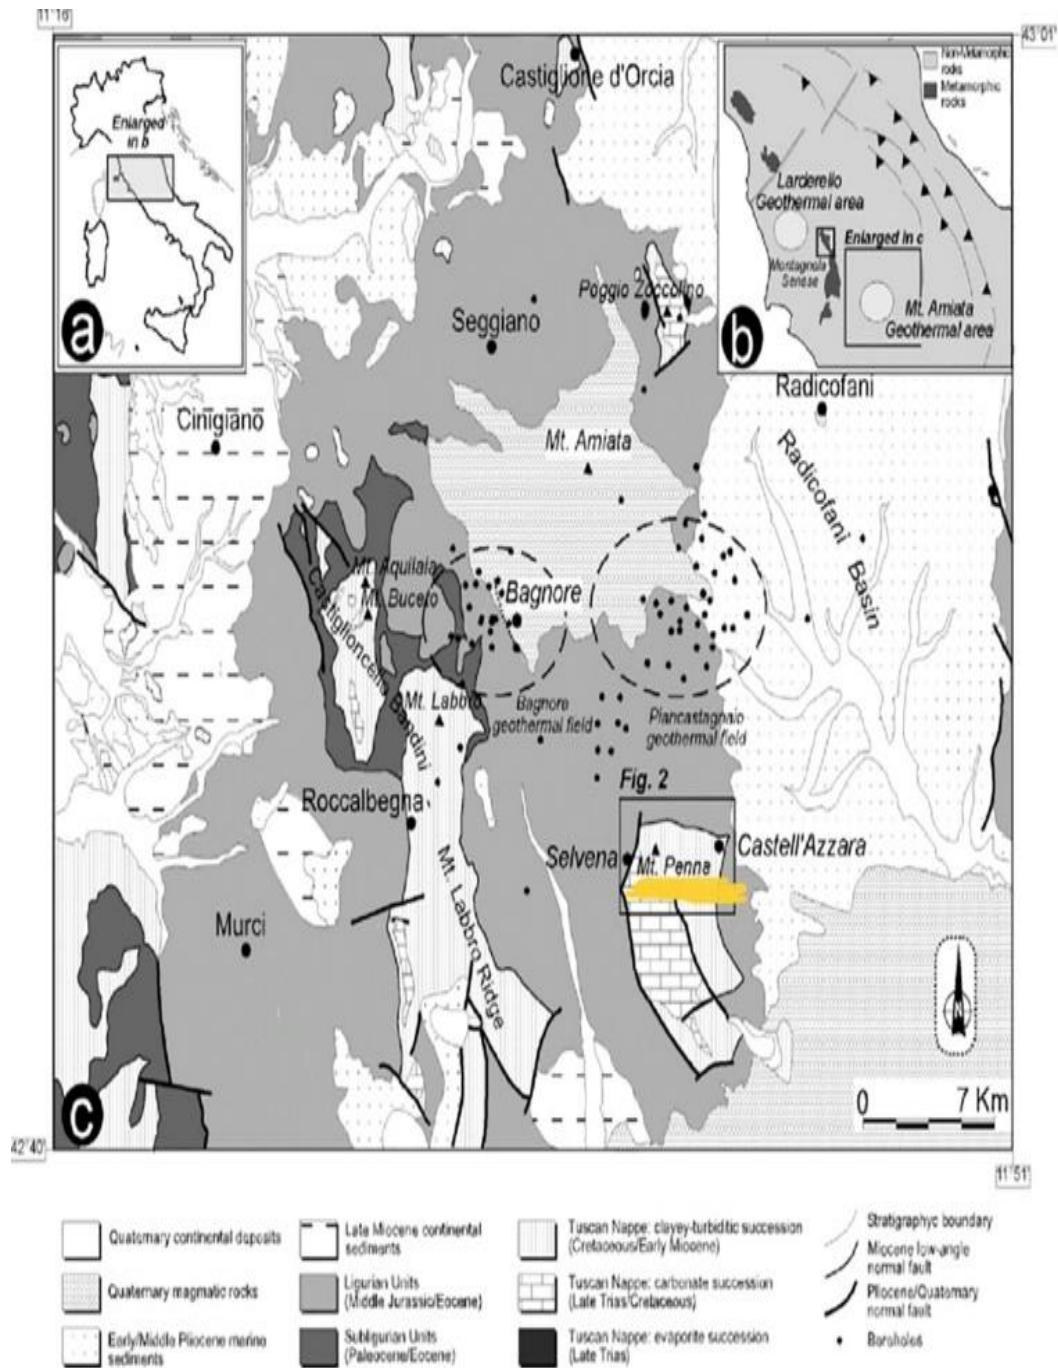 11°16'
43°01'
Castiglione d'Orcia
Enlarged
in b
a
Non-Metamorphic
rocks
Metamorphic
rocks
Larderello
Geothermal area
Enlarged in c
Montagnola
Senese
Mt. Amiata
Geothermal area
b
Poggio Zoccolino
Seggiano
Radicofani
Cinigiano
Mt. Amiata
Radicofani Basin
Mt. Aquilaia
Mt. Buceto
Bagnore
Castiglioncello Bandini
Mt. Labbro
Bagnore
geothermal field
Piancastagnaio
geothermal field
Fig. 2
Roccalbegna
Selvena
Mt. Penna
Castell'Azzara
Mt. Labbro Ridge
Murci
N
c
0 7 Km
42°40'
11°51'
Quaternary continental deposits
Quaternary magmatic rocks
Early/Middle Pliocene marine
sediments
Late Miocene continental
sediments
Ligurian Units
(Middle Jurassic/Eocene)
Subligurian Units
(Paleocene/Eocene)
Tuscan Nappe: clayey-turbiditic succession
(Cretaceous/Early Miocene)
Tuscan Nappe: carbonate succession
(Late Trias/Cretaceous)
Tuscan Nappe: evaporite succession
(Late Trias)
Stratigraphyc boundary
Miocene low-angle
normal fault
Pliocene/Quaternary
normal fault
Boreholes